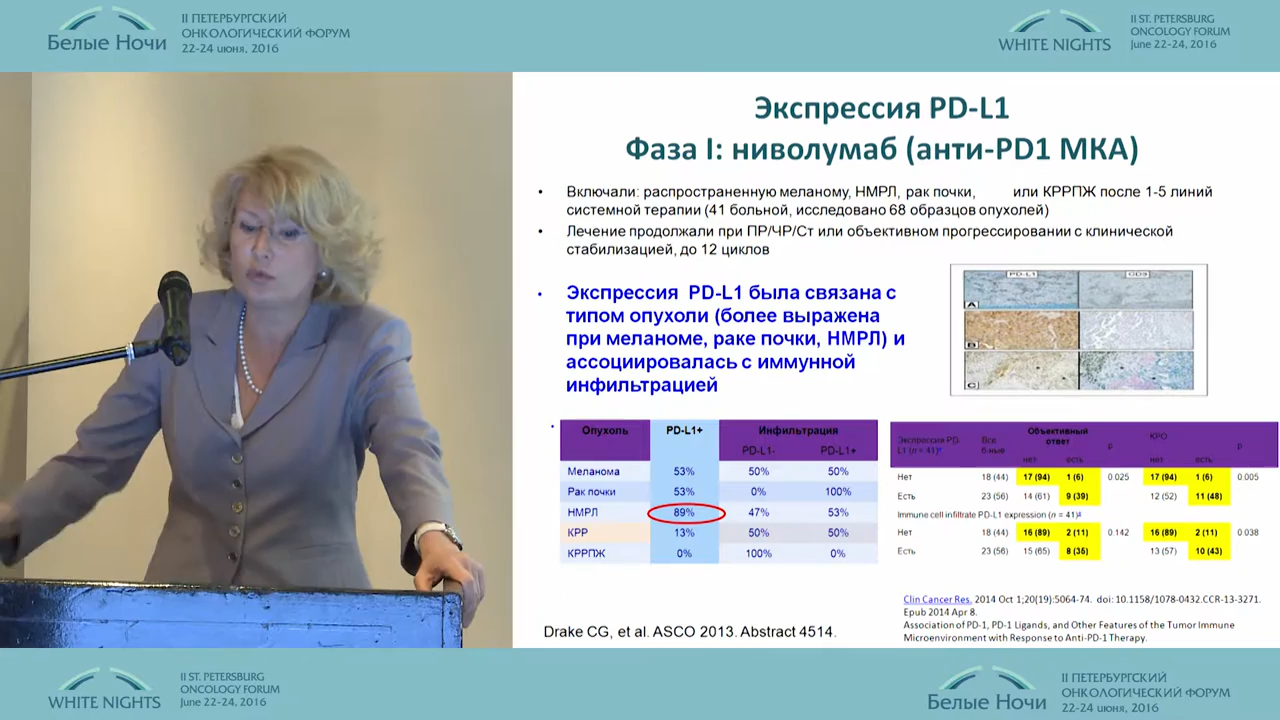 Белые Ночи
II ПЕТЕРБУРГСКИЙ
ОНКОЛОГИЧЕСКИЙ ФОРУМ
22-24 июня, 2016
WHITE NIGHTS
II ST. PETERSBURG
ONCOLOGY FORUM
June 22-24, 2016
Экспрессия PD-L1
Фаза I: ниволумаб (анти-PD1 МКА)
• Включали: распространенную меланому, НМРЛ, рак почки, или КРРПЖ после 1-5 линий
системной терапии (41 больной, исследовано 68 образцов опухолей)
• Лечение продолжали при ПР/ЧР/Ст или объективном прогрессировании с клинической
стабилизацией, до 12 циклов
• Экспрессия PD-L1 была связана с
типом опухоли (более выражена
при меланоме, раке почки, НМРЛ) и
ассоциировалась с иммунной
инфильтрацией
PD-L1 CD3
A
B
C
Опухоль PD-L1+ Инфильтрация
PD-L1- PD-L1+
Меланома 53% 50% 50%
Рак почки 53% 0% 100%
НМРЛ 89% 47% 53%
КРР 13% 50% 50%
КРРПЖ 0% 100% 0%
Экспрессия PD-L1 (n = 41) Все б-ные Объективный ответ p КРО p
нет есть нет есть
Нет 18 (44) 17 (94) 1 (6) 0.025 17 (94) 1 (6) 0.005
Есть 23 (56) 14 (61) 9 (39) 12 (52) 11 (48)
Immune cell infiltrate PD-L1 expression (n = 41)
Нет 18 (44) 16 (89) 2 (11) 0.142 16 (89) 2 (11) 0.038
Есть 23 (56) 15 (65) 8 (35) 13 (57) 10 (43)
Clin Cancer Res. 2014 Oct 1;20(19):5064-74. doi: 10.1158/1078-0432.CCR-13-3271.
Epub 2014 Apr 8.
Association of PD-1, PD-1 Ligands, and Other Features of the Tumor Immune
Microenvironment with Response to Anti-PD-1 Therapy.
Drake CG, et al. ASCO 2013. Abstract 4514.
WHITE NIGHTS
II ST. PETERSBURG
ONCOLOGY FORUM
June 22-24, 2016
Белые Ночи
II ПЕТЕРБУРГСКИЙ
ОНКОЛОГИЧЕСКИЙ ФОРУМ
22-24 июня, 2016